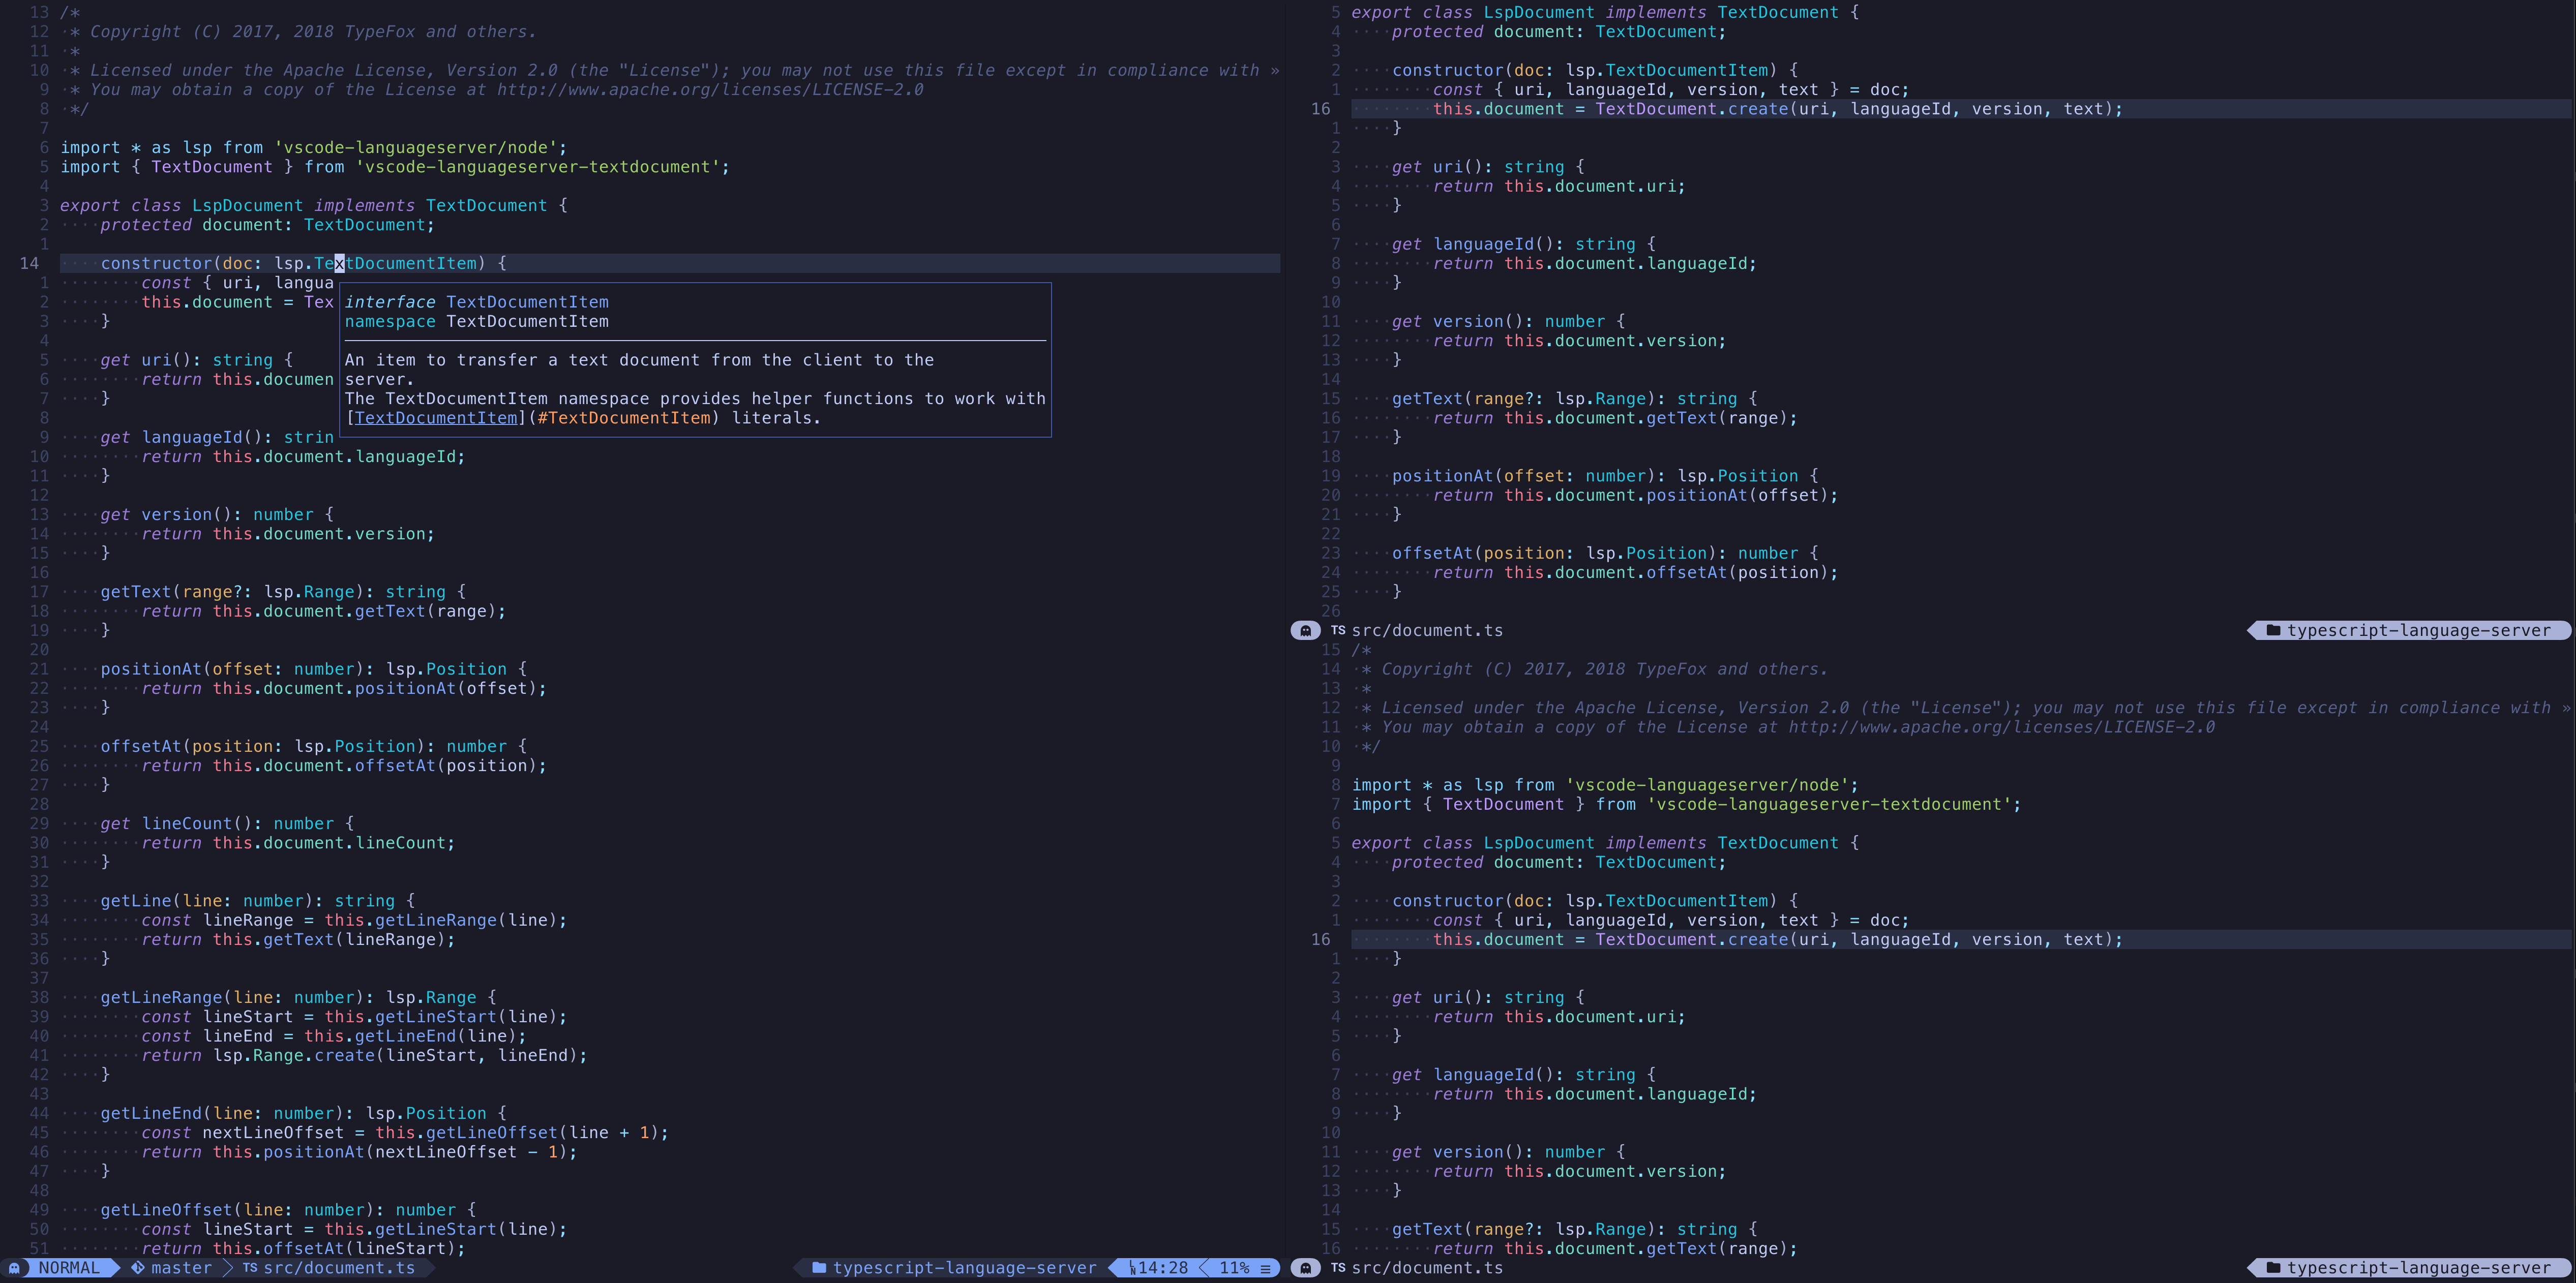 13 /*
12  * Copyright (C) 2017, 2018 TypeFox and others.
11  *
10  * Licensed under the Apache License, Version 2.0 (the "License"); you may not use this file except in compliance with »
9  * You may obtain a copy of the License at http://www.apache.org/licenses/LICENSE-2.0
8  */
7
6 import * as lsp from 'vscode-languageserver/node';
5 import { TextDocument } from 'vscode-languageserver-textdocument';
4
3 export class LspDocument implements TextDocument {
2 ····protected document: TextDocument;
1
14 ····constructor(doc: lsp.TextDocumentItem) {
1 ········const { uri, langua
2 ········this.document = Tex
3 ····}
4
5 ····get uri(): string {
6 ········return this.documen
7 ····}
8
9 ····get languageId(): strin
interface TextDocumentItem
namespace TextDocumentItem
An item to transfer a text document from the client to the
server.
The TextDocumentItem namespace provides helper functions to work with
[TextDocumentItem](#TextDocumentItem) literals.
10 ········return this.document.languageId;
11 ····}
12
13 ····get version(): number {
14 ········return this.document.version;
15 ····}
16
17 ····getText(range?: lsp.Range): string {
18 ········return this.document.getText(range);
19 ····}
20
21 ····positionAt(offset: number): lsp.Position {
22 ········return this.document.positionAt(offset);
23 ····}
24
25 ····offsetAt(position: lsp.Position): number {
26 ········return this.document.offsetAt(position);
27 ····}
28
29 ····get lineCount(): number {
30 ········return this.document.lineCount;
31 ····}
32
33 ····getLine(line: number): string {
34 ········const lineRange = this.getLineRange(line);
35 ········return this.getText(lineRange);
36 ····}
37
38 ····getLineRange(line: number): lsp.Range {
39 ········const lineStart = this.getLineStart(line);
40 ········const lineEnd = this.getLineEnd(line);
41 ········return lsp.Range.create(lineStart, lineEnd);
42 ····}
43
44 ····getLineEnd(line: number): lsp.Position {
45 ········const nextLineOffset = this.getLineOffset(line + 1);
46 ········return this.positionAt(nextLineOffset - 1);
47 ····}
48
49 ····getLineOffset(line: number): number {
50 ········const lineStart = this.getLineStart(line);
51 ········return this.offsetAt(lineStart);
NORMAL master TS src/document.ts typescript-language-server 14:28 11%
5 export class LspDocument implements TextDocument {
4 ····protected document: TextDocument;
3
2 ····constructor(doc: lsp.TextDocumentItem) {
1 ········const { uri, languageId, version, text } = doc;
16 ········this.document = TextDocument.create(uri, languageId, version, text);
1 ····}
2
3 ····get uri(): string {
4 ········return this.document.uri;
5 ····}
6
7 ····get languageId(): string {
8 ········return this.document.languageId;
9 ····}
10
11 ····get version(): number {
12 ········return this.document.version;
13 ····}
14
15 ····getText(range?: lsp.Range): string {
16 ········return this.document.getText(range);
17 ····}
18
19 ····positionAt(offset: number): lsp.Position {
20 ········return this.document.positionAt(offset);
21 ····}
22
23 ····offsetAt(position: lsp.Position): number {
24 ········return this.document.offsetAt(position);
25 ····}
26
TS src/document.ts typescript-language-server
15 /*
14  * Copyright (C) 2017, 2018 TypeFox and others.
13  *
12  * Licensed under the Apache License, Version 2.0 (the "License"); you may not use this file except in compliance with »
11  * You may obtain a copy of the License at http://www.apache.org/licenses/LICENSE-2.0
10  */
9
8 import * as lsp from 'vscode-languageserver/node';
7 import { TextDocument } from 'vscode-languageserver-textdocument';
6
5 export class LspDocument implements TextDocument {
4 ····protected document: TextDocument;
3
2 ····constructor(doc: lsp.TextDocumentItem) {
1 ········const { uri, languageId, version, text } = doc;
16 ········this.document = TextDocument.create(uri, languageId, version, text);
1 ····}
2
3 ····get uri(): string {
4 ········return this.document.uri;
5 ····}
6
7 ····get languageId(): string {
8 ········return this.document.languageId;
9 ····}
10
11 ····get version(): number {
12 ········return this.document.version;
13 ····}
14
15 ····getText(range?: lsp.Range): string {
16 ········return this.document.getText(range);
TS src/document.ts typescript-language-server